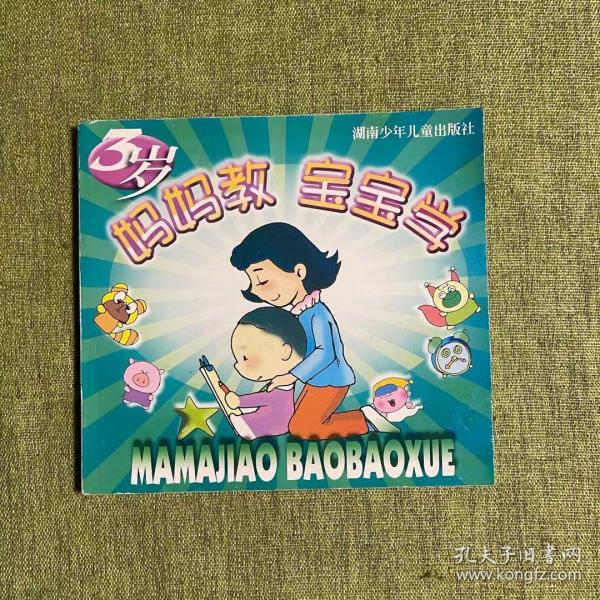 3岁
湖南少年儿童出版社
妈妈教 宝宝学
MAMAJIAO BAOBAOXUE
孔夫子旧书网
www.kongfz.com